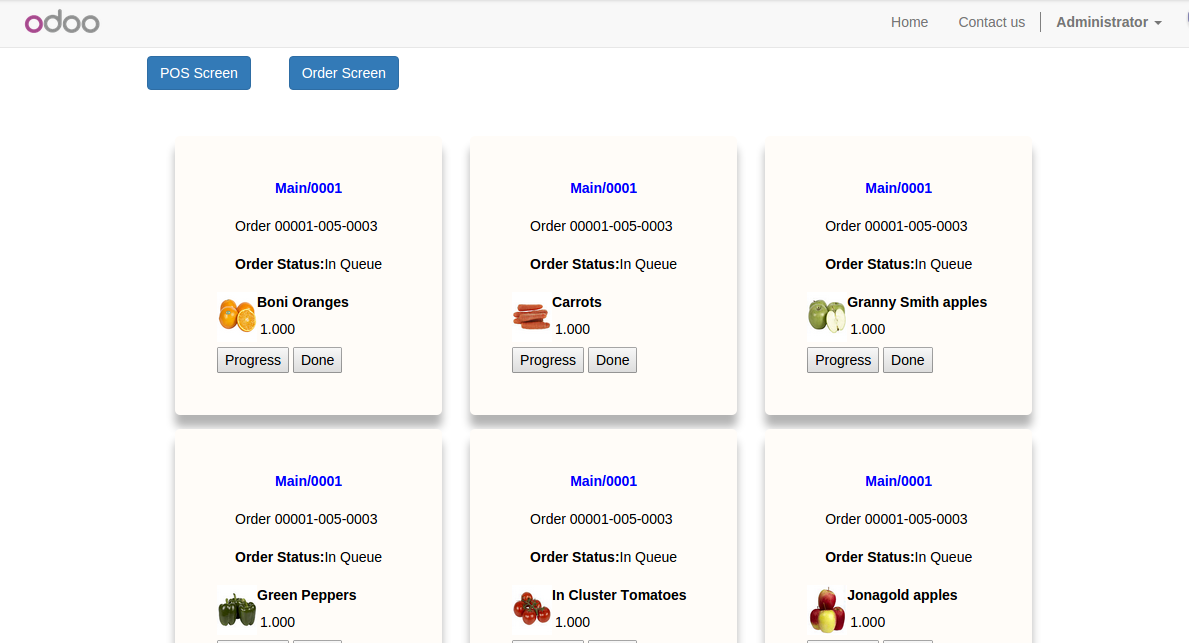 odoo
Home Contact us Administrator
POS Screen Order Screen
Main/0001 Main/0001 Main/0001
Order 00001-005-0003 Order 00001-005-0003 Order 00001-005-0003
Order Status:In Queue Order Status:In Queue Order Status:In Queue
Boni Oranges Carrots Granny Smith apples
1.000 1.000 1.000
Progress Done Progress Done Progress Done
Main/0001 Main/0001 Main/0001
Order 00001-005-0003 Order 00001-005-0003 Order 00001-005-0003
Order Status:In Queue Order Status:In Queue Order Status:In Queue
Green Peppers In Cluster Tomatoes Jonagold apples
1.000 1.000 1.000